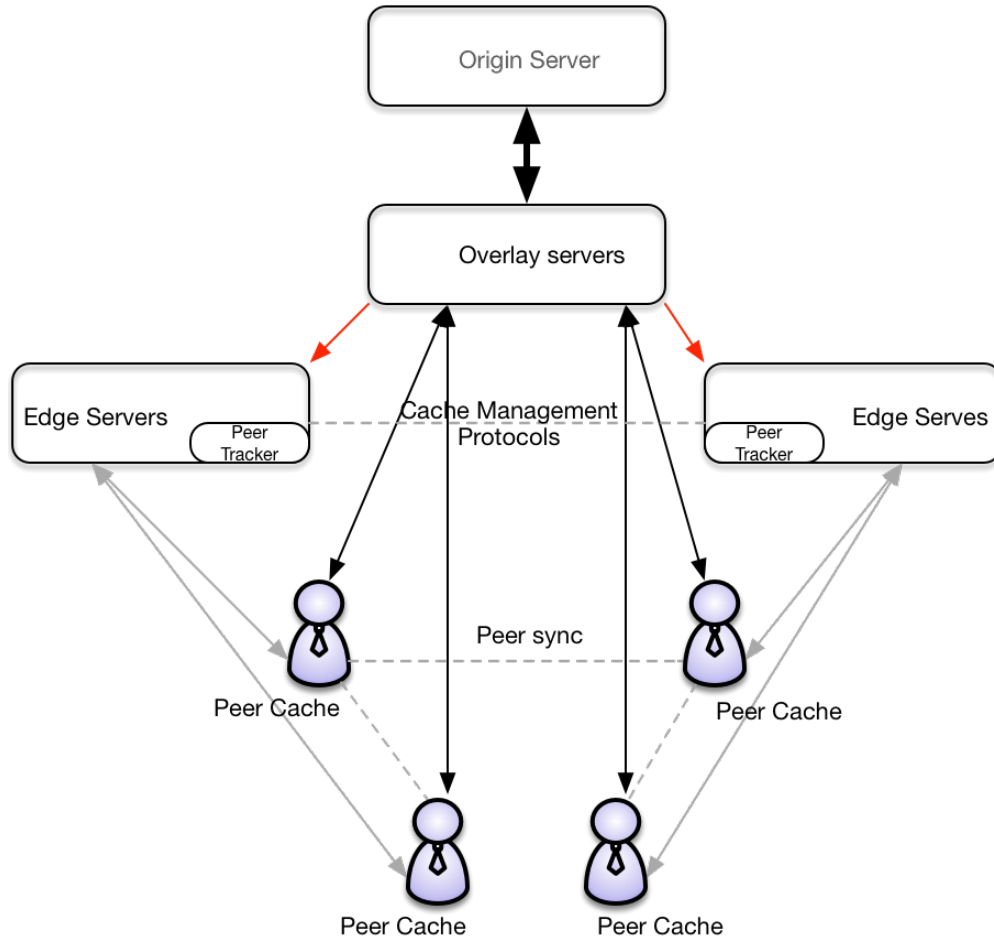 Origin Server
Overlay servers
Edge Servers
Peer
Tracker
Cache Management
Protocols
Edge Serves
Peer
Tracker
Peer sync
Peer Cache
Peer Cache
Peer Cache
Peer Cache